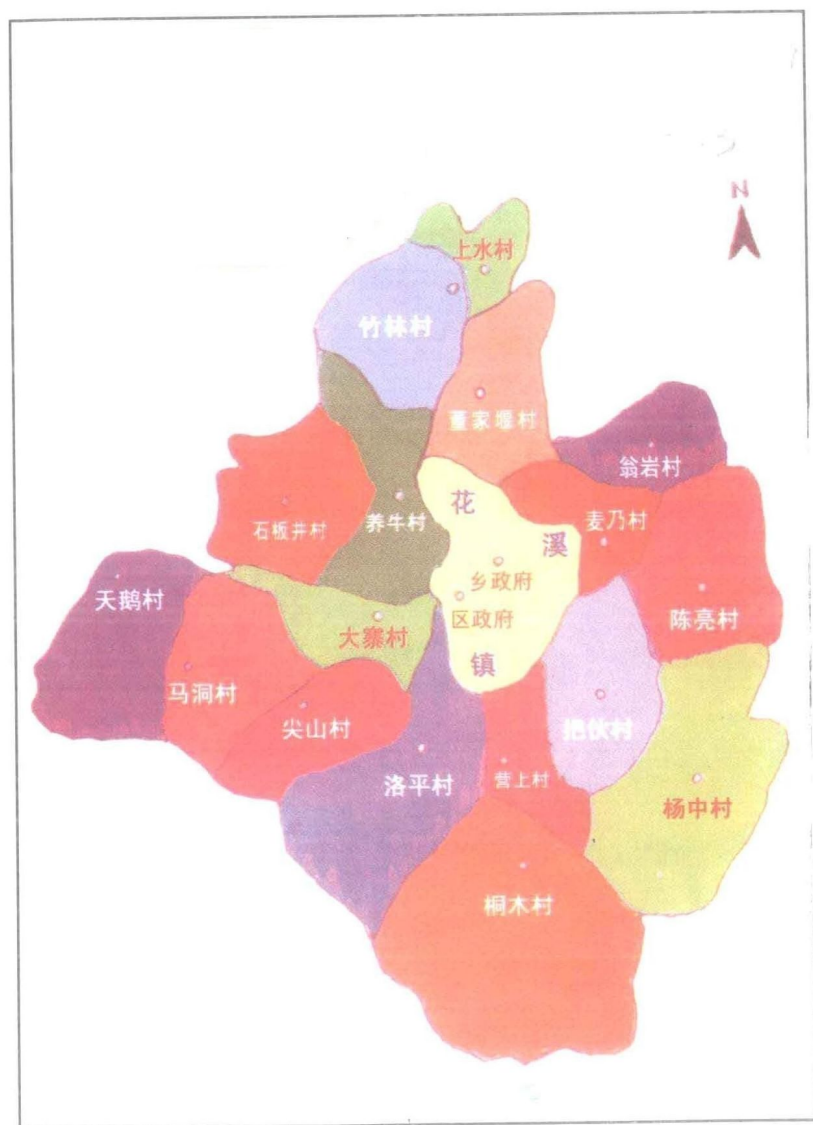 N
上水村
竹林村
董家堰村
翁岩村
花
麦乃村
石板井村
养牛村
溪
乡政府
天鹅村
区政府
陈亮村
大寨村
镇
马洞村
尖山村
把伙村
洛平村
营上村
杨中村
桐木村